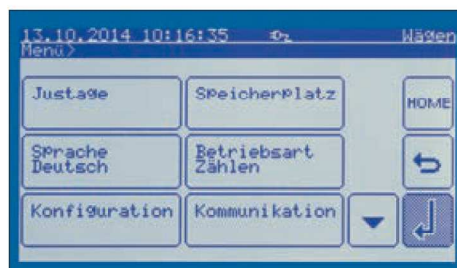 13.10.2014 10:16:35 Wägen
Menü>
Justage
Speicherplatz
HOME
Sprache
Deutsch
Betriebsart
Zählen
Konfiguration
Kommunikation